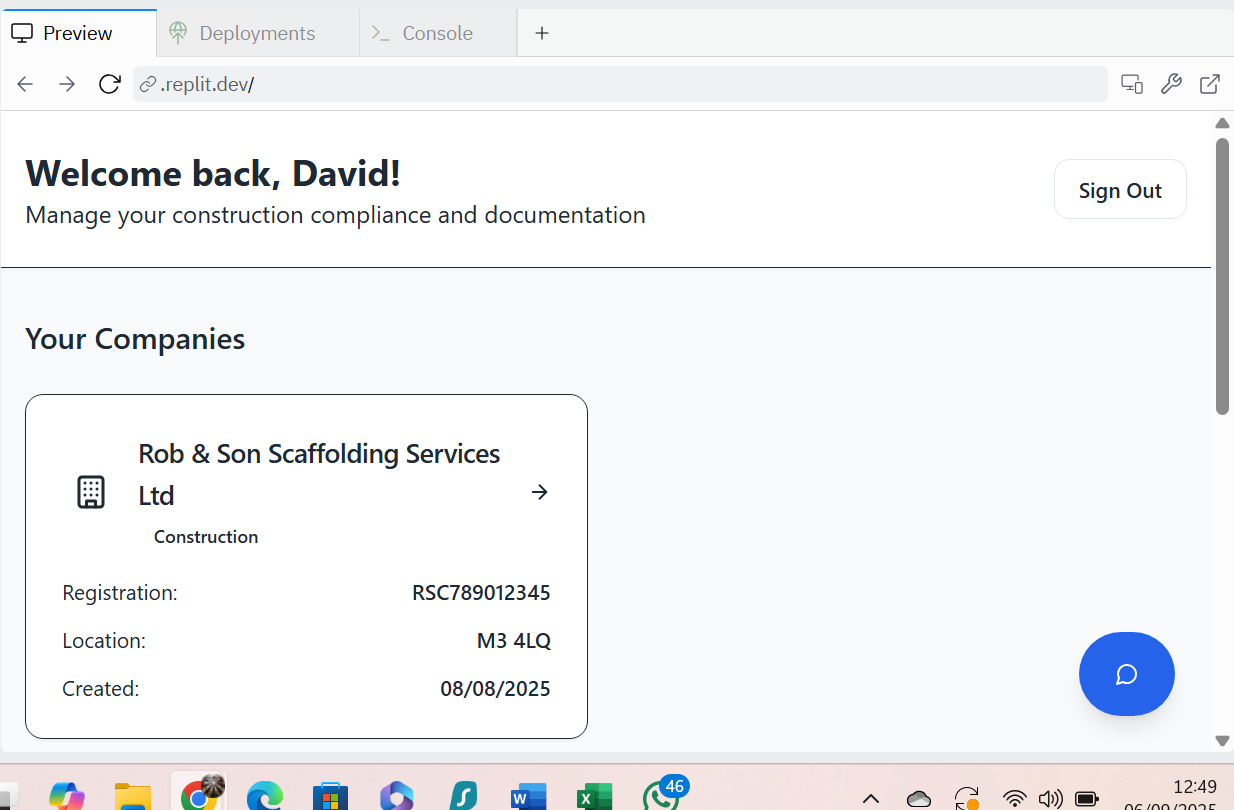 Preview
Deployments
Console
.replit.dev/
Welcome back, David!
Manage your construction compliance and documentation
Sign Out
Your Companies
Rob & Son Scaffolding Services
Ltd
Construction
Registration: RSC789012345
Location: M3 4LQ
Created: 08/08/2025
46
12:49
06/09/2025